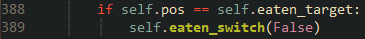 388 if self.pos == self.eaten_target:
389 self.eaten_switch(False)